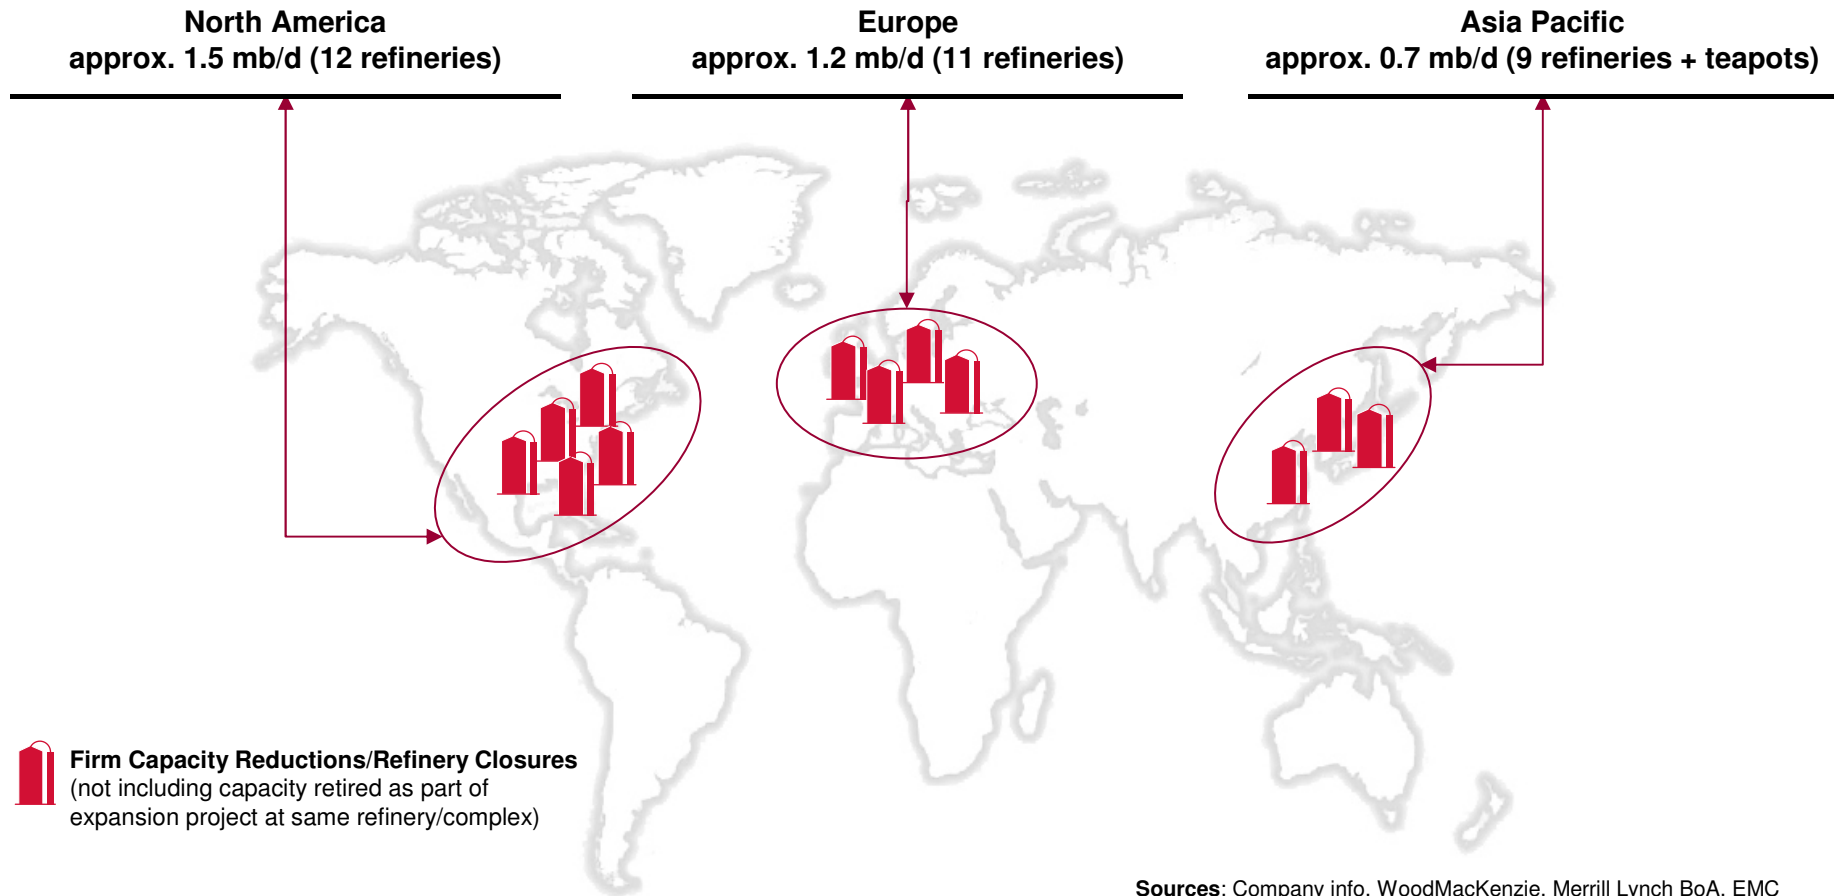 North America
approx. 1.5 mb/d (12 refineries)
Europe
approx. 1.2 mb/d (11 refineries)
Asia Pacific
approx. 0.7 mb/d (9 refineries + teapots)
Firm Capacity Reductions/Refinery Closures
(not including capacity retired as part of
expansion project at same refinery/complex)
Sources: Company info, WoodMacKenzie, Merrill Lynch BoA, EMC